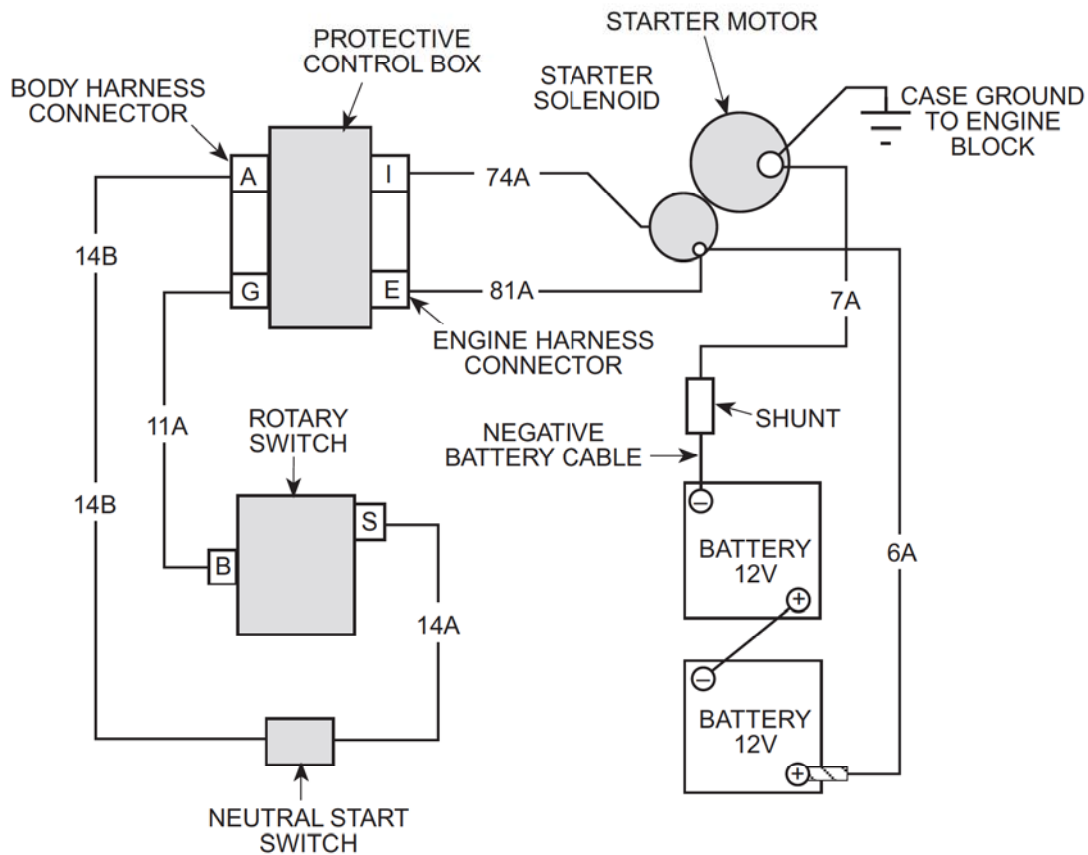 STARTER MOTOR
PROTECTIVE
CONTROL BOX
STARTER
SOLENOID
BODY HARNESS
CONNECTOR
CASE GROUND
TO ENGINE
BLOCK
A
I
74A
14B
G
E
81A
7A
ENGINE HARNESS
CONNECTOR
11A
ROTARY
SWITCH
SHUNT
NEGATIVE
BATTERY CABLE
14B
S
−
B
BATTERY
12V
6A
+
14A
−
BATTERY
12V
+
NEUTRAL START
SWITCH